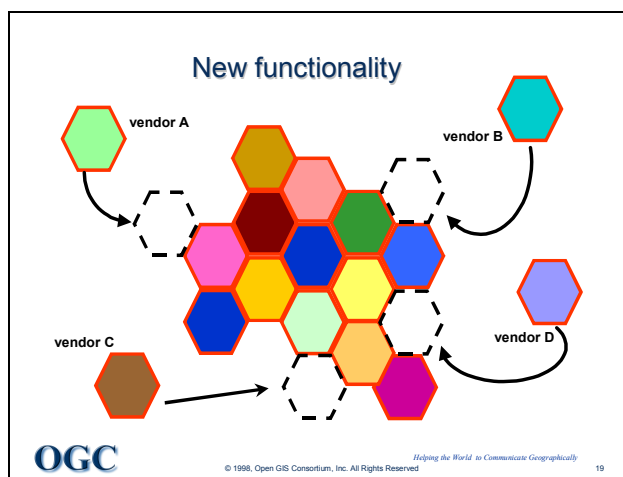 New functionality
vendor A
vendor B
vendor C
vendor D
OGC
© 1998, Open GIS Consortium, Inc. All Rights Reserved
Helping the World to Communicate Geographically
19